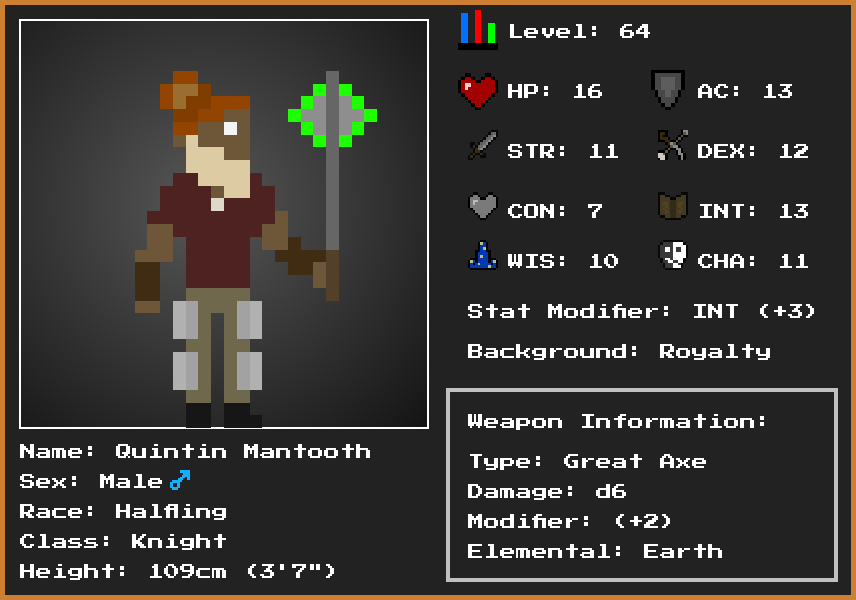 Level: 64
HP: 16 AC: 13
STR: 11 DEX: 12
CON: 7 INT: 13
WIS: 10 CHA: 11
Stat Modifier: INT (+3)
Background: Royalty
Weapon Information:
Type: Great Axe
Damage: d6
Modifier: (+2)
Elemental: Earth
Name: Quintin Mantooth
Sex: Male ♂
Race: Halfling
Class: Knight
Height: 109cm (3'7")